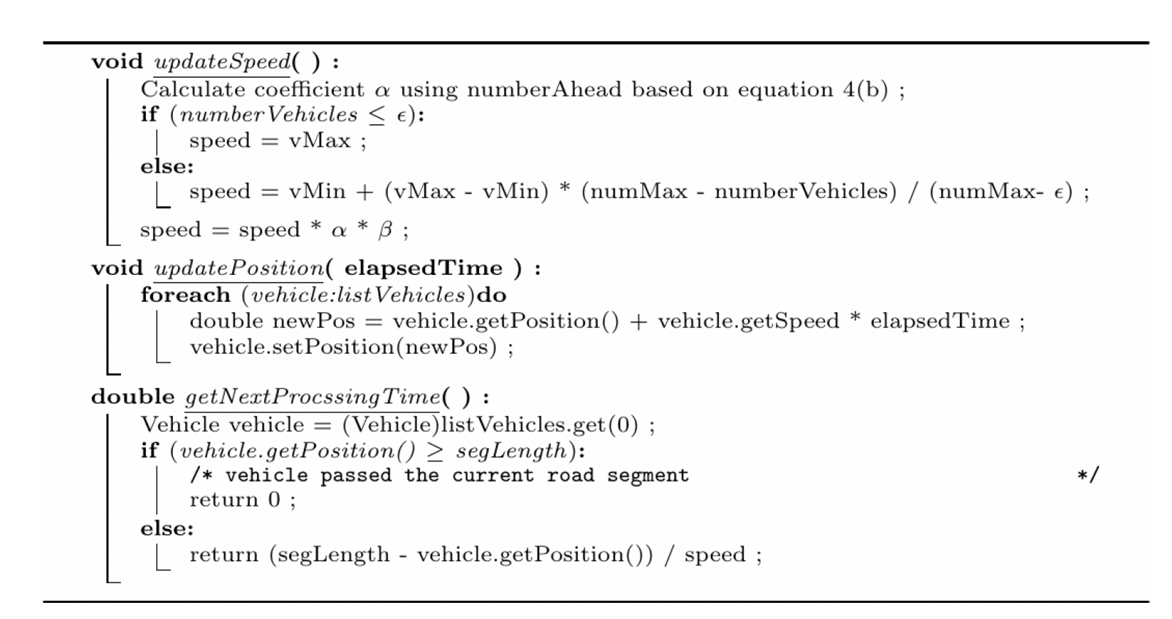 void updateSpeed( ) :
Calculate coefficient α using numberAhead based on equation 4(b) ;
if (numberVehicles ≤ ϵ):
speed = vMax ;
else:
speed = vMin + (vMax - vMin) * (numMax - numberVehicles) / (numMax- ϵ) ;
speed = speed * α * β ;
void updatePosition( elapsedTime ) :
foreach (vehicle:listVehicles)do
double newPos = vehicle.getPosition() + vehicle.getSpeed * elapsedTime ;
vehicle.setPosition(newPos) ;
double getNextProcssingTime( ) :
Vehicle vehicle = (Vehicle)listVehicles.get(0) ;
if (vehicle.getPosition() ≥ segLength):
/* vehicle passed the current road segment */
return 0 ;
else:
return (segLength - vehicle.getPosition()) / speed ;